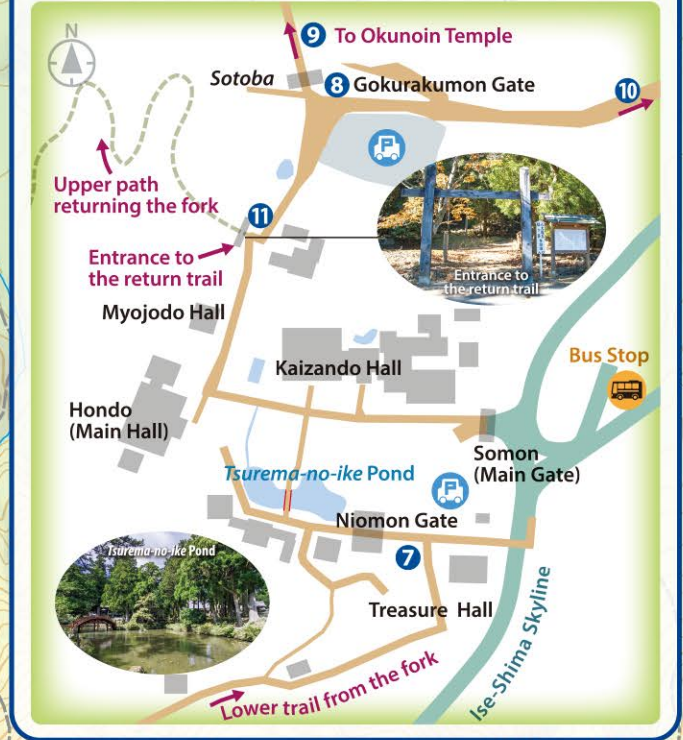 N
9 To Okunoin Temple
Sotoba
8 Gokurakumon Gate
10
P
Upper path
returning the fork
11
Entrance to
the return trail
Entrance to
the return trail
Myojodo Hall
Kaizando Hall
Bus Stop
Hondo
(Main Hall)
Somon
(Main Gate)
Tsurema-no-ike Pond
P
Niomon Gate
7
Tsurema-no-ike Pond
Treasure Hall
Ise-Shima Skyline
Lower trail from the fork